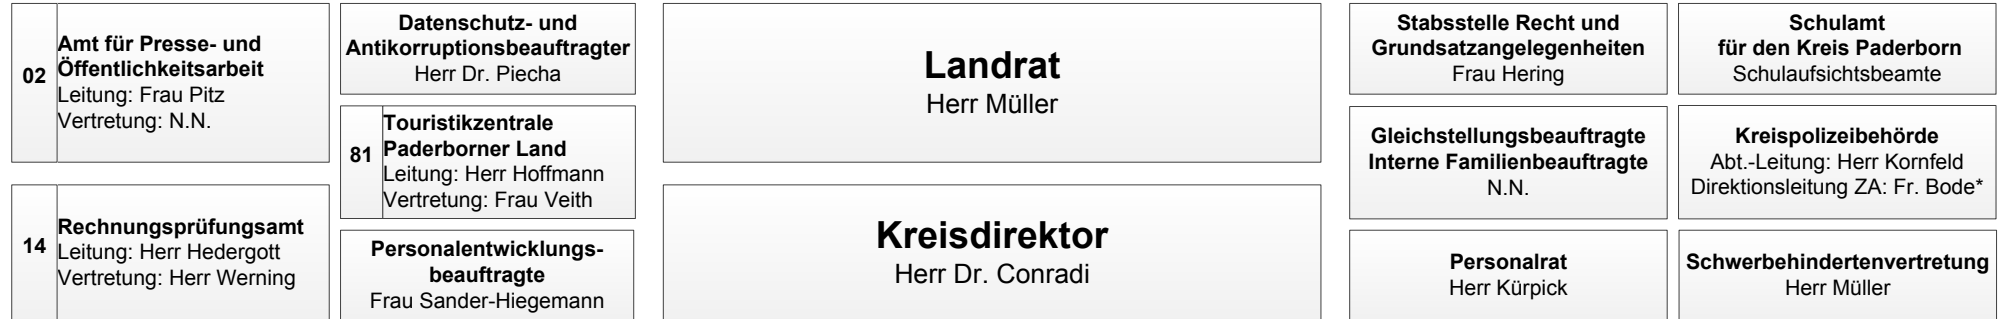 02
Amt für Presse- und
Öffentlichkeitsarbeit
Leitung: Frau Pitz
Vertretung: N.N.
14
Rechnungsprüfungsamt
Leitung: Herr Hedergott
Vertretung: Herr Werning
Datenschutz- und
Antikorruptionsbeauftragter
Herr Dr. Piecha
81
Touristikzentrale
Paderborner Land
Leitung: Herr Hoffmann
Vertretung: Frau Veith
Personalentwicklungs-
beauftragte
Frau Sander-Hiegemann
Landrat
Herr Müller
Kreisdirektor
Herr Dr. Conradi
Stabsstelle Recht und
Grundsatzangelegenheiten
Frau Hering
Gleichstellungsbeauftragte
Interne Familienbeauftragte
N.N.
Personalrat
Herr Kürpick
Schulamt
für den Kreis Paderborn
Schulaufsichtsbeamte
Kreispolizeibehörde
Abt.-Leitung: Herr Kornfeld
Direktionsleitung ZA: Fr. Bode*
Schwerbehindertenvertretung
Herr Müller